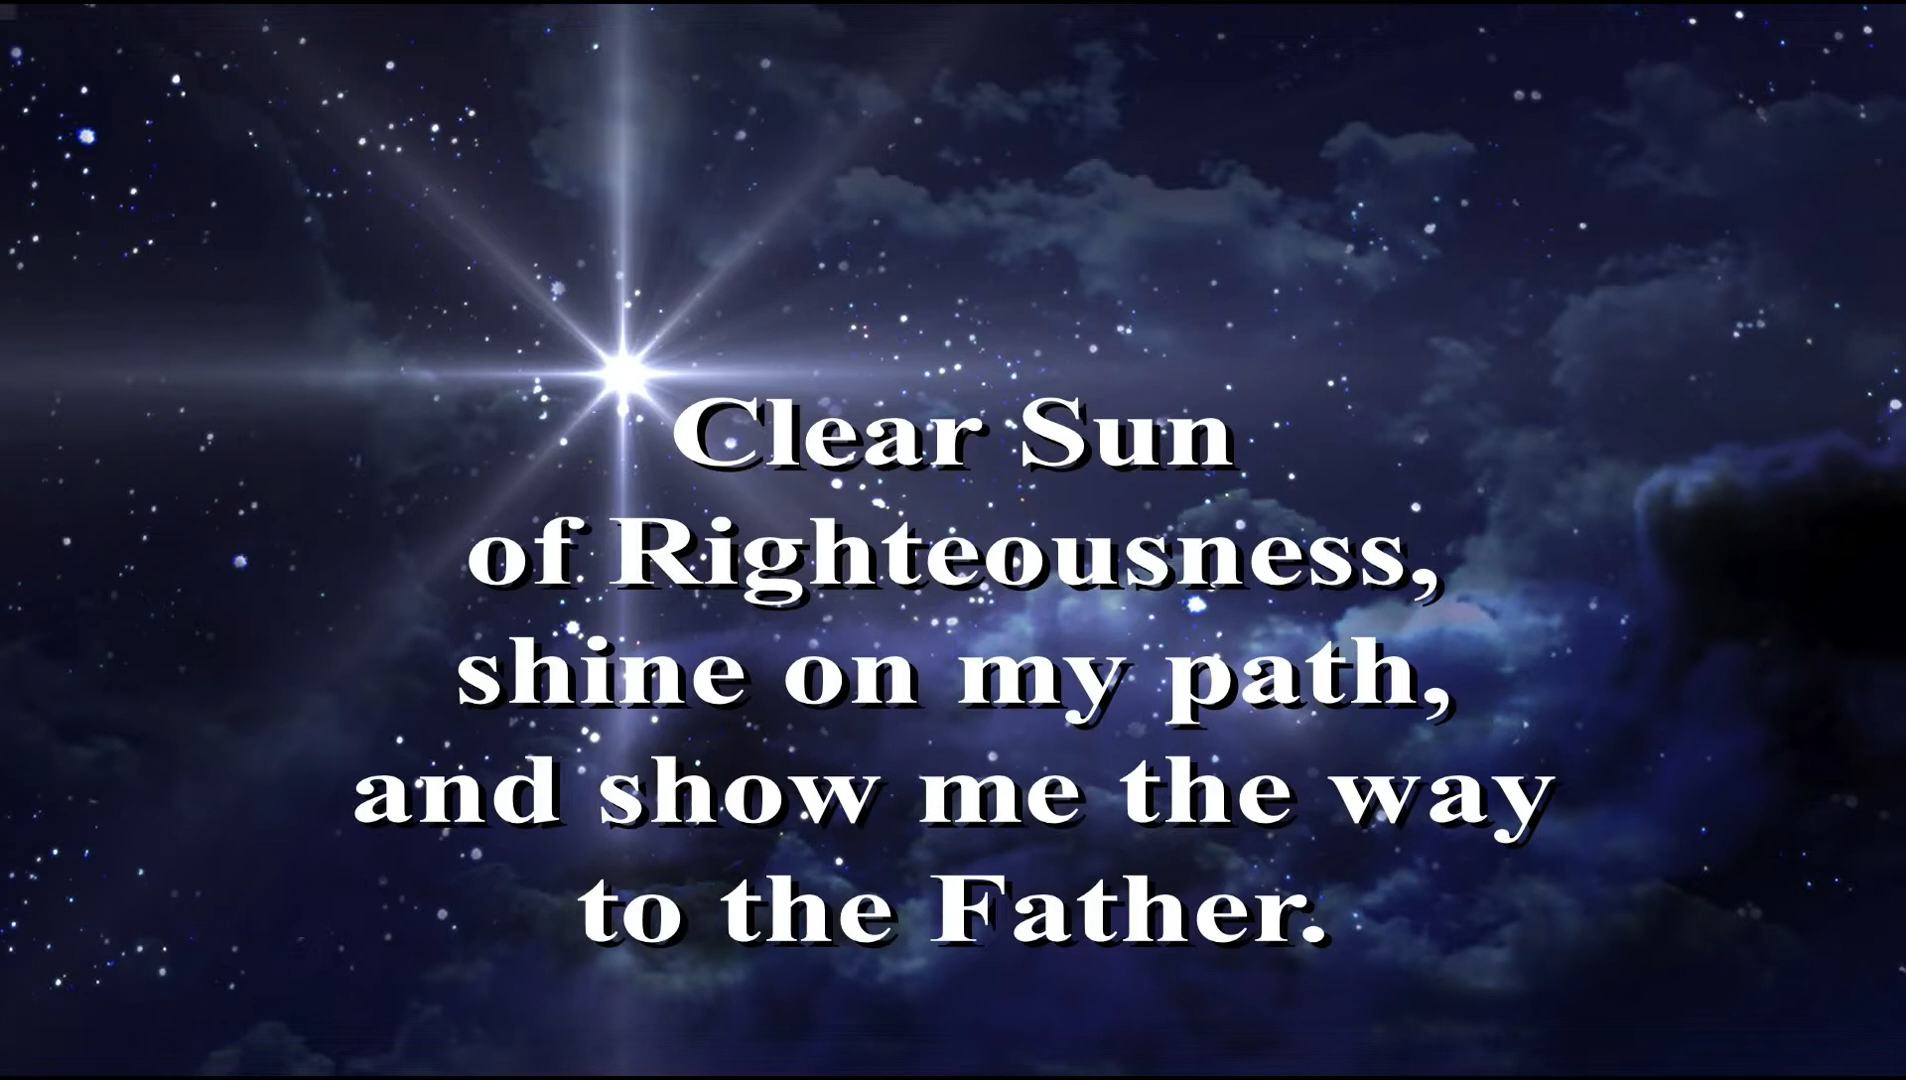 Clear Sun
of Righteousness,
shine on my path,
and show me the way
to the Father.